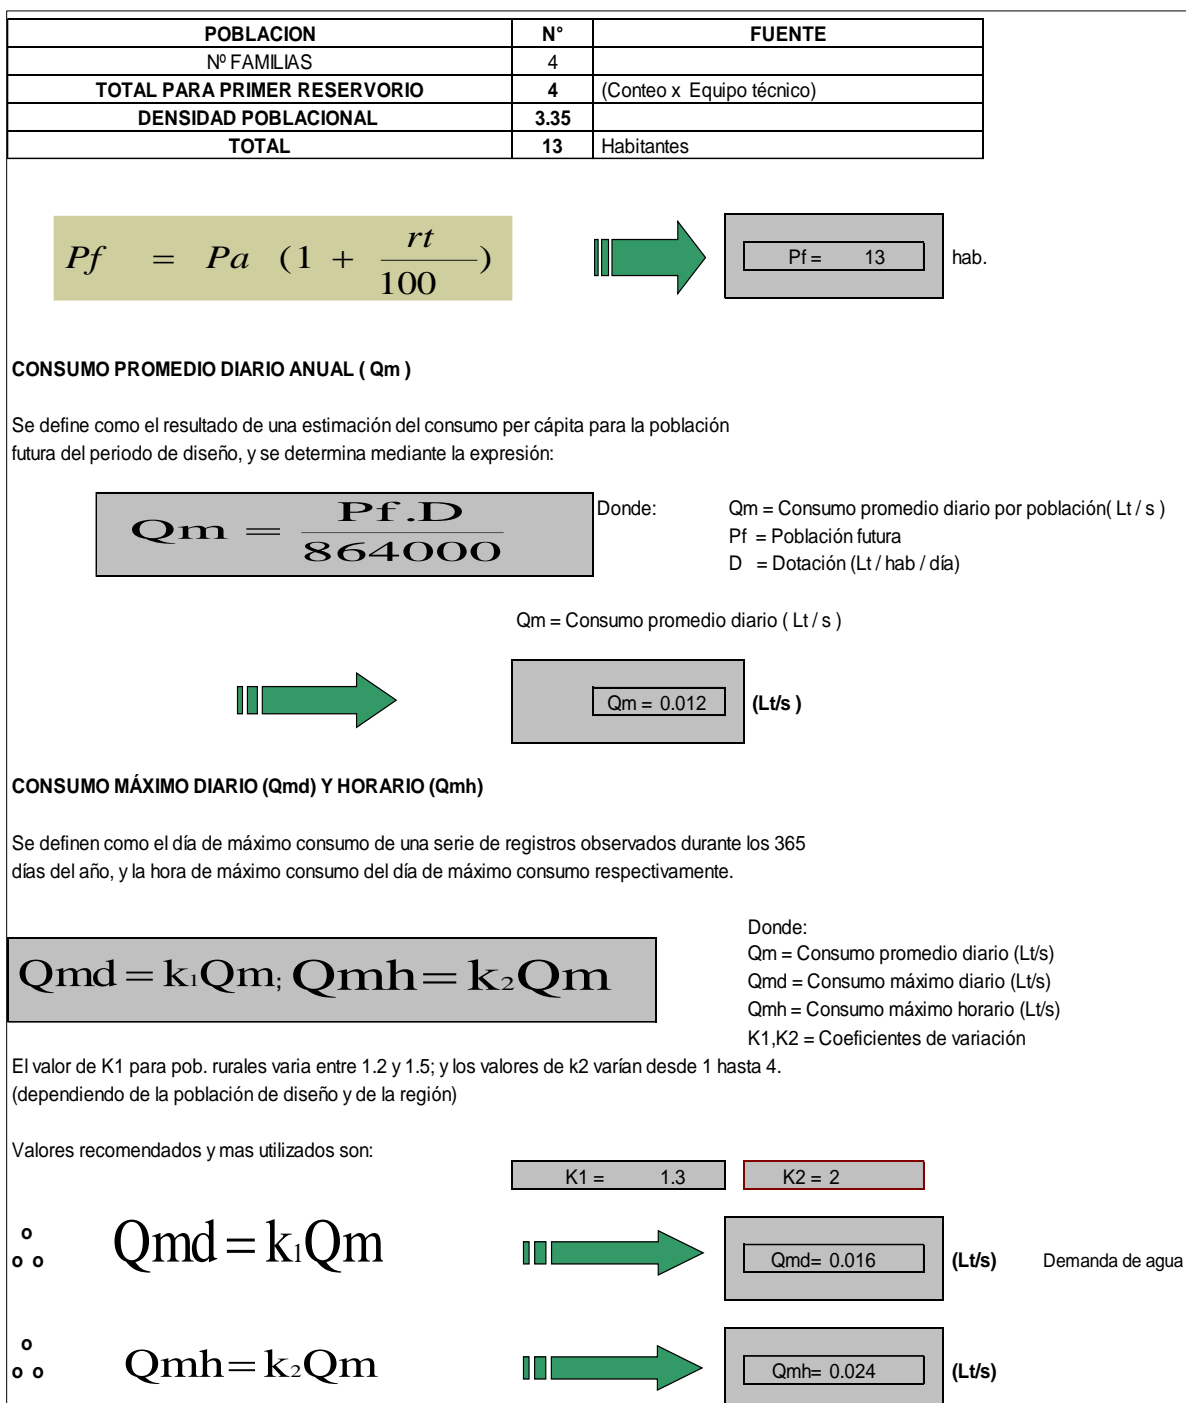 POBLACION N° FUENTE
Nº FAMILIAS 4
TOTAL PARA PRIMER RESERVORIO 4 (Conteo x Equipo técnico)
DENSIDAD POBLACIONAL 3.35
TOTAL 13 Habitantes
Pf = Pa (1 + rt/100) Pf = 13 hab.
CONSUMO PROMEDIO DIARIO ANUAL ( Qm )
Se define como el resultado de una estimación del consumo per cápita para la población
futura del periodo de diseño, y se determina mediante la expresión:
Qm = Pf.D/864000 Donde: Qm = Consumo promedio diario por población( Lt / s )
Pf = Población futura
D = Dotación (Lt / hab / día)
Qm = Consumo promedio diario ( Lt / s )
Qm = 0.012 (Lt/s )
CONSUMO MÁXIMO DIARIO (Qmd) Y HORARIO (Qmh)
Se definen como el día de máximo consumo de una serie de registros observados durante los 365
días del año, y la hora de máximo consumo del día de máximo consumo respectivamente.
Donde:
Qmd = k1Qm; Qmh = k2Qm Qm = Consumo promedio diario (Lt/s)
Qmd = Consumo máximo diario (Lt/s)
Qmh = Consumo máximo horario (Lt/s)
K1,K2 = Coeficientes de variación
El valor de K1 para pob. rurales varia entre 1.2 y 1.5; y los valores de k2 varían desde 1 hasta 4.
(dependiendo de la población de diseño y de la región)
Valores recomendados y mas utilizados son:
K1 = 1.3 K2 = 2
o
o o Qmd = k1Qm Qmd= 0.016 (Lt/s) Demanda de agua
o
o o Qmh = k2Qm Qmh= 0.024 (Lt/s)